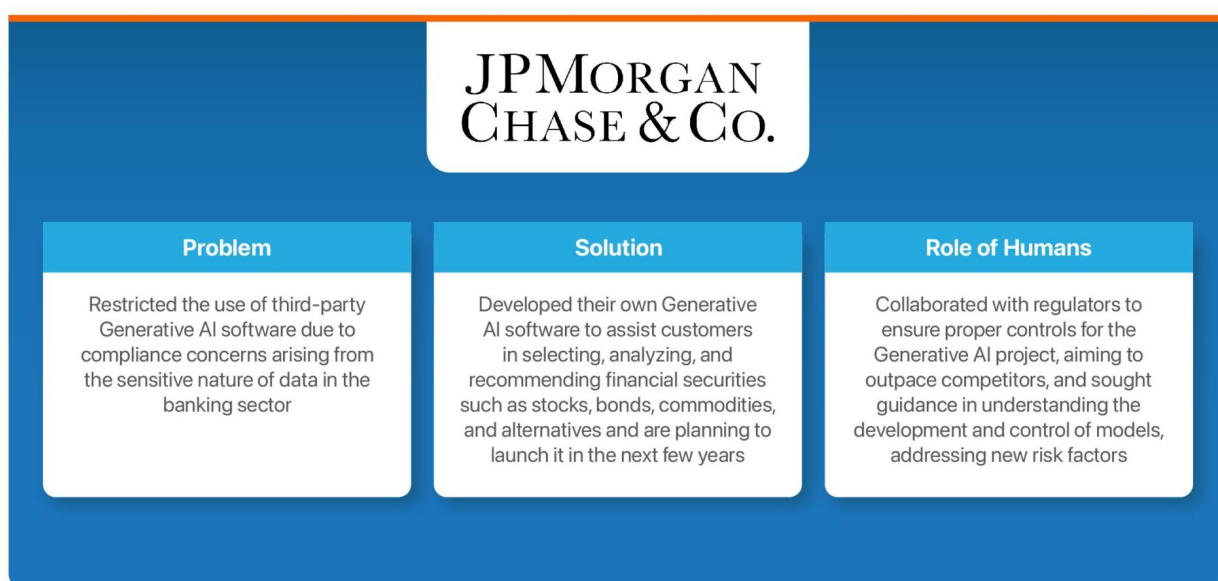 JPMORGAN
CHASE & CO.
Problem
Restricted the use of third-party
Generative AI software due to
compliance concerns arising from
the sensitive nature of data in the
banking sector
Solution
Developed their own Generative
AI software to assist customers
in selecting, analyzing, and
recommending financial securities
such as stocks, bonds, commodities,
and alternatives and are planning to
launch it in the next few years
Role of Humans
Collaborated with regulators to
ensure proper controls for the
Generative AI project, aiming to
outpace competitors, and sought
guidance in understanding the
development and control of models,
addressing new risk factors